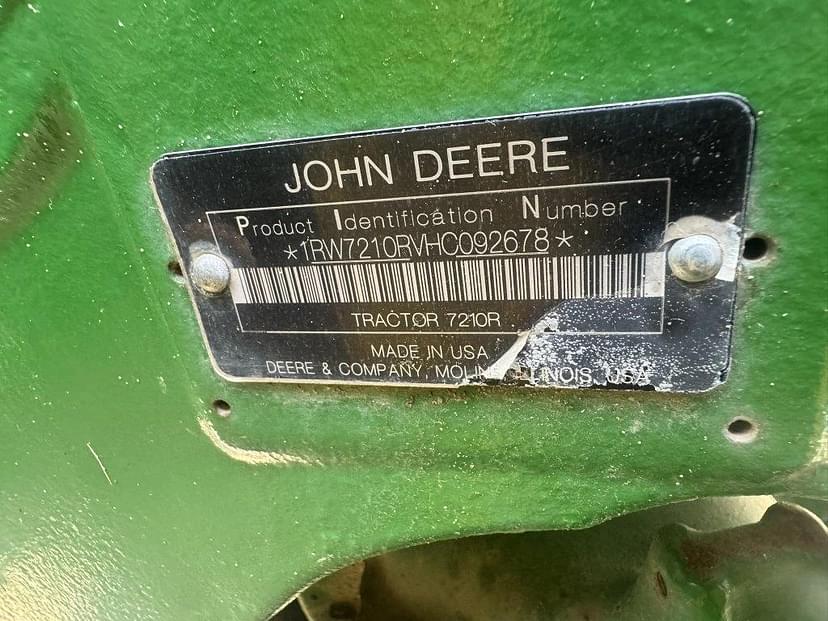 JOHN DEERE
Product Identification Number
*1RW7210RVHC092678*
TRACTOR 7210R
MADE IN USA
DEERE & COMPANY, MOLINE, ILLINOIS, USA